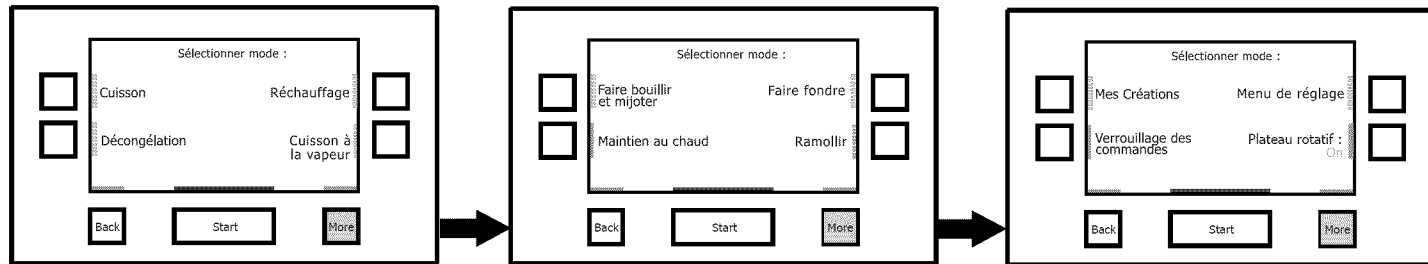 Sélectionner mode :
Cuisson
Réchauffage
Décongélation
Cuisson à
la vapeur
Back
Start
More
Sélectionner mode :
Faire bouillir
et mijoter
Faire fondre
Maintien au chaud
Ramollir
Back
Start
More
Sélectionner mode :
Mes Créations
Menu de réglage
Verrouillage des
commandes
Plateau rotatif :
On
Back
Start
More